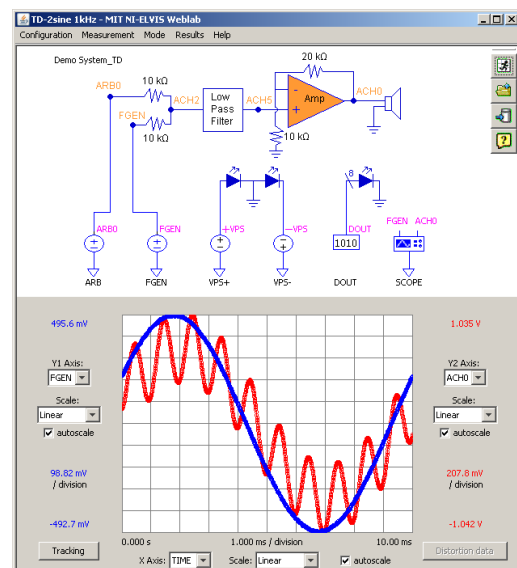 TD-2sine 1kHz - MIT NI-ELVIS Weblab
Configuration Measurement Mode Results Help
Demo System_TD
20 kΩ
ARB0
10 kΩ
ACH2
Low
Pass
Filter
ACH5
Amp
ACH0
FGEN
10 kΩ
10 kΩ
8
ARB0
FGEN
+VPS
−VPS
DOUT
1010
FGEN ACH0
ARB
FGEN
VPS+
VPS-
DOUT
SCOPE
495.6 mV
1.035 V
Y1 Axis:
FGEN
Y2 Axis:
ACH0
Scale:
Linear
Scale:
Linear
autoscale
autoscale
98.82 mV
/ division
207.8 mV
/ division
-492.7 mV
-1.042 V
0.000 s
1.000 ms / division
10.00 ms
Tracking
X Axis: TIME Scale: Linear autoscale
Distortion data